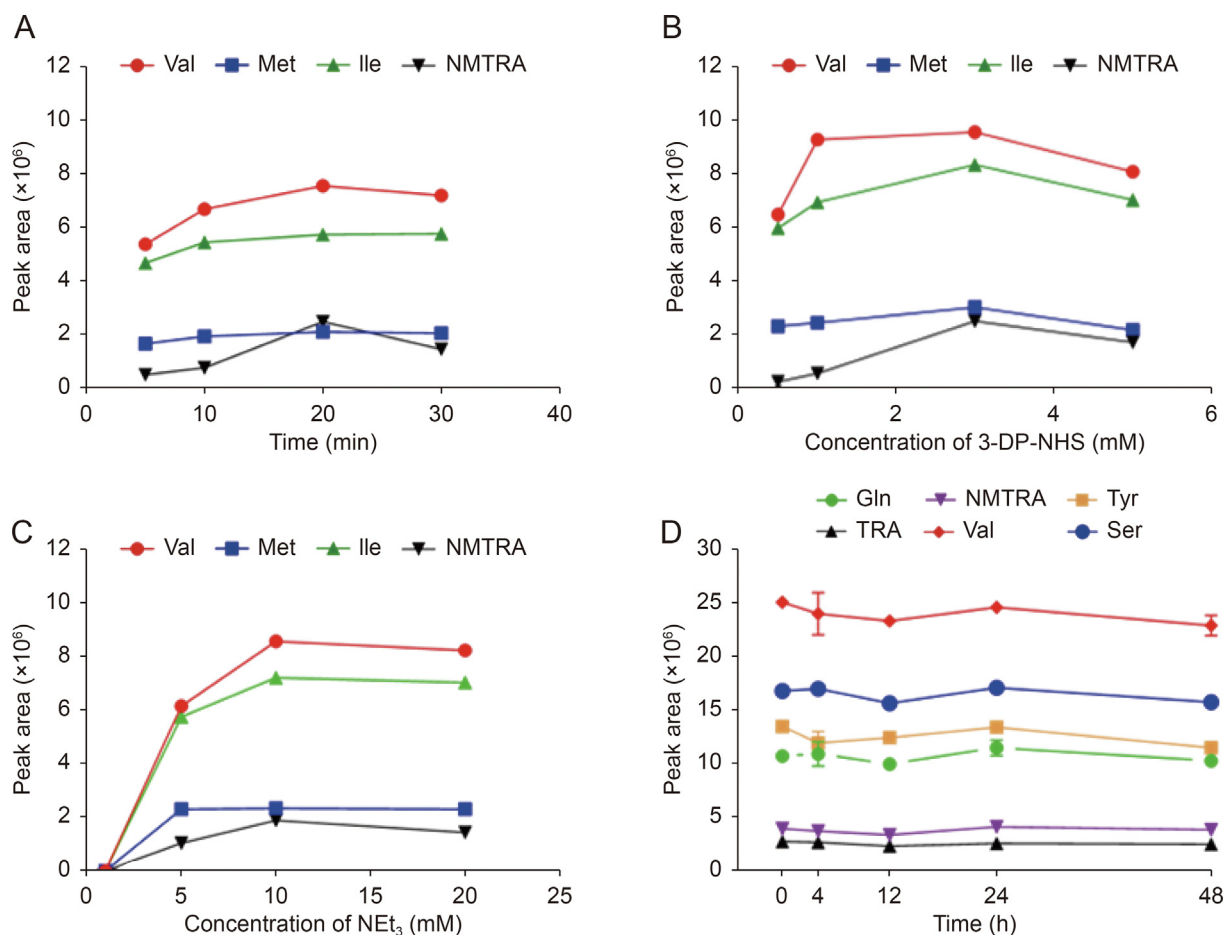 A
Val Met Ile NMTRA
12
10
8
6
4
2
0
Peak area (×10⁶)
0 10 20 30 40
Time (min)
B
Val Met Ile NMTRA
12
10
8
6
4
2
0
Peak area (×10⁶)
0 2 4 6
Concentration of 3-DP-NHS (mM)
C
Val Met Ile NMTRA
12
10
8
6
4
2
0
Peak area (×10⁶)
5 10 15 20 25
Concentration of NEt₃ (mM)
D
Gln NMTRA Tyr
TRA Val Ser
30
25
20
15
10
5
0
Peak area (×10⁶)
0 4 12 24 48
Time (h)